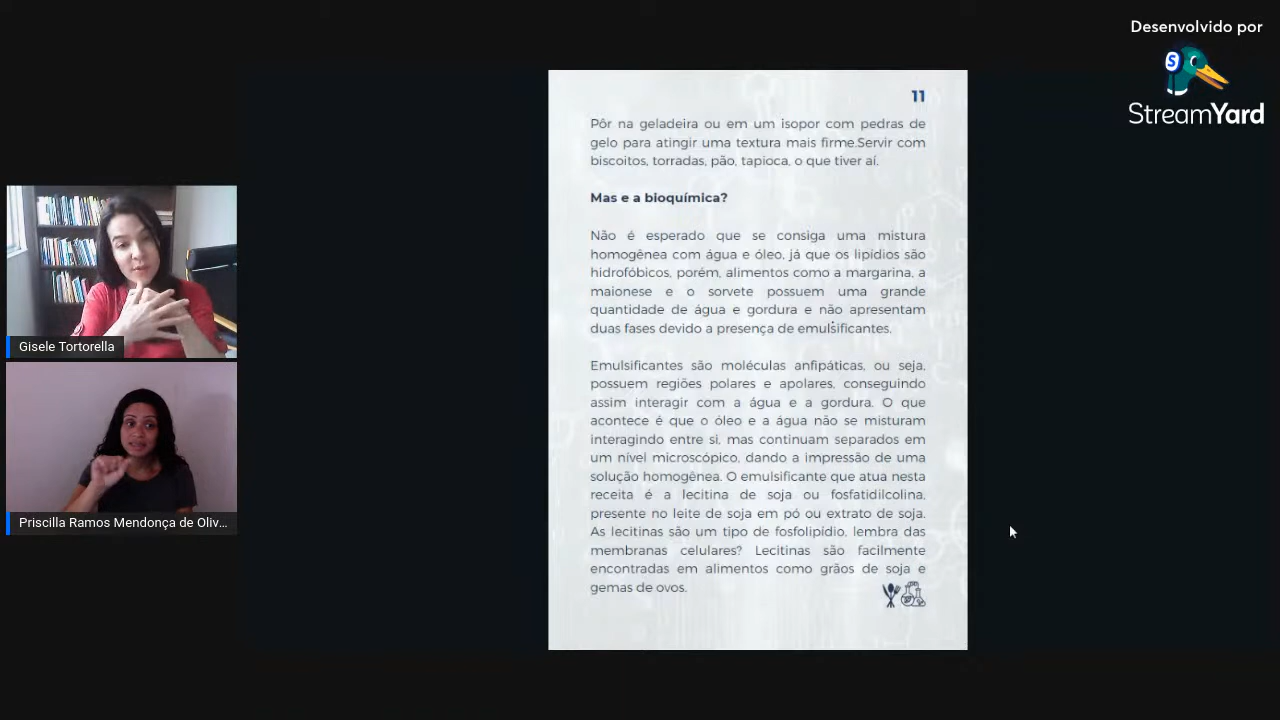 Desenvolvido por
S
StreamYard
11
Pôr na geladeira ou em um isopor com pedras de
gelo para atingir uma textura mais firme.Servir com
biscoitos, torradas, pão, tapioca, o que tiver aí.
Mas e a bioquímica?
Não é esperado que se consiga uma mistura
homogênea com água e óleo, já que os lipídios são
hidrofóbicos, porém, alimentos como a margarina, a
maionese e o sorvete possuem uma grande
quantidade de água e gordura e não apresentam
duas fases devido a presença de emulsificantes.
Emulsificantes são moléculas anfipáticas, ou seja,
possuem regiões polares e apolares, conseguindo
assim interagir com a água e a gordura. O que
acontece é que o óleo e a água não se misturam
interagindo entre si, mas continuam separados em
um nível microscópico, dando a impressão de uma
solução homogênea. O emulsificante que atua nesta
receita é a lecitina de soja ou fosfatidilcolina,
presente no leite de soja em pó ou extrato de soja.
As lecitinas são um tipo de fosfolipídio, lembra das
membranas celulares? Lecitinas são facilmente
encontradas em alimentos como grãos de soja e
gemas de ovos.
Gisele Tortorella
Priscilla Ramos Mendonça de Oliv...